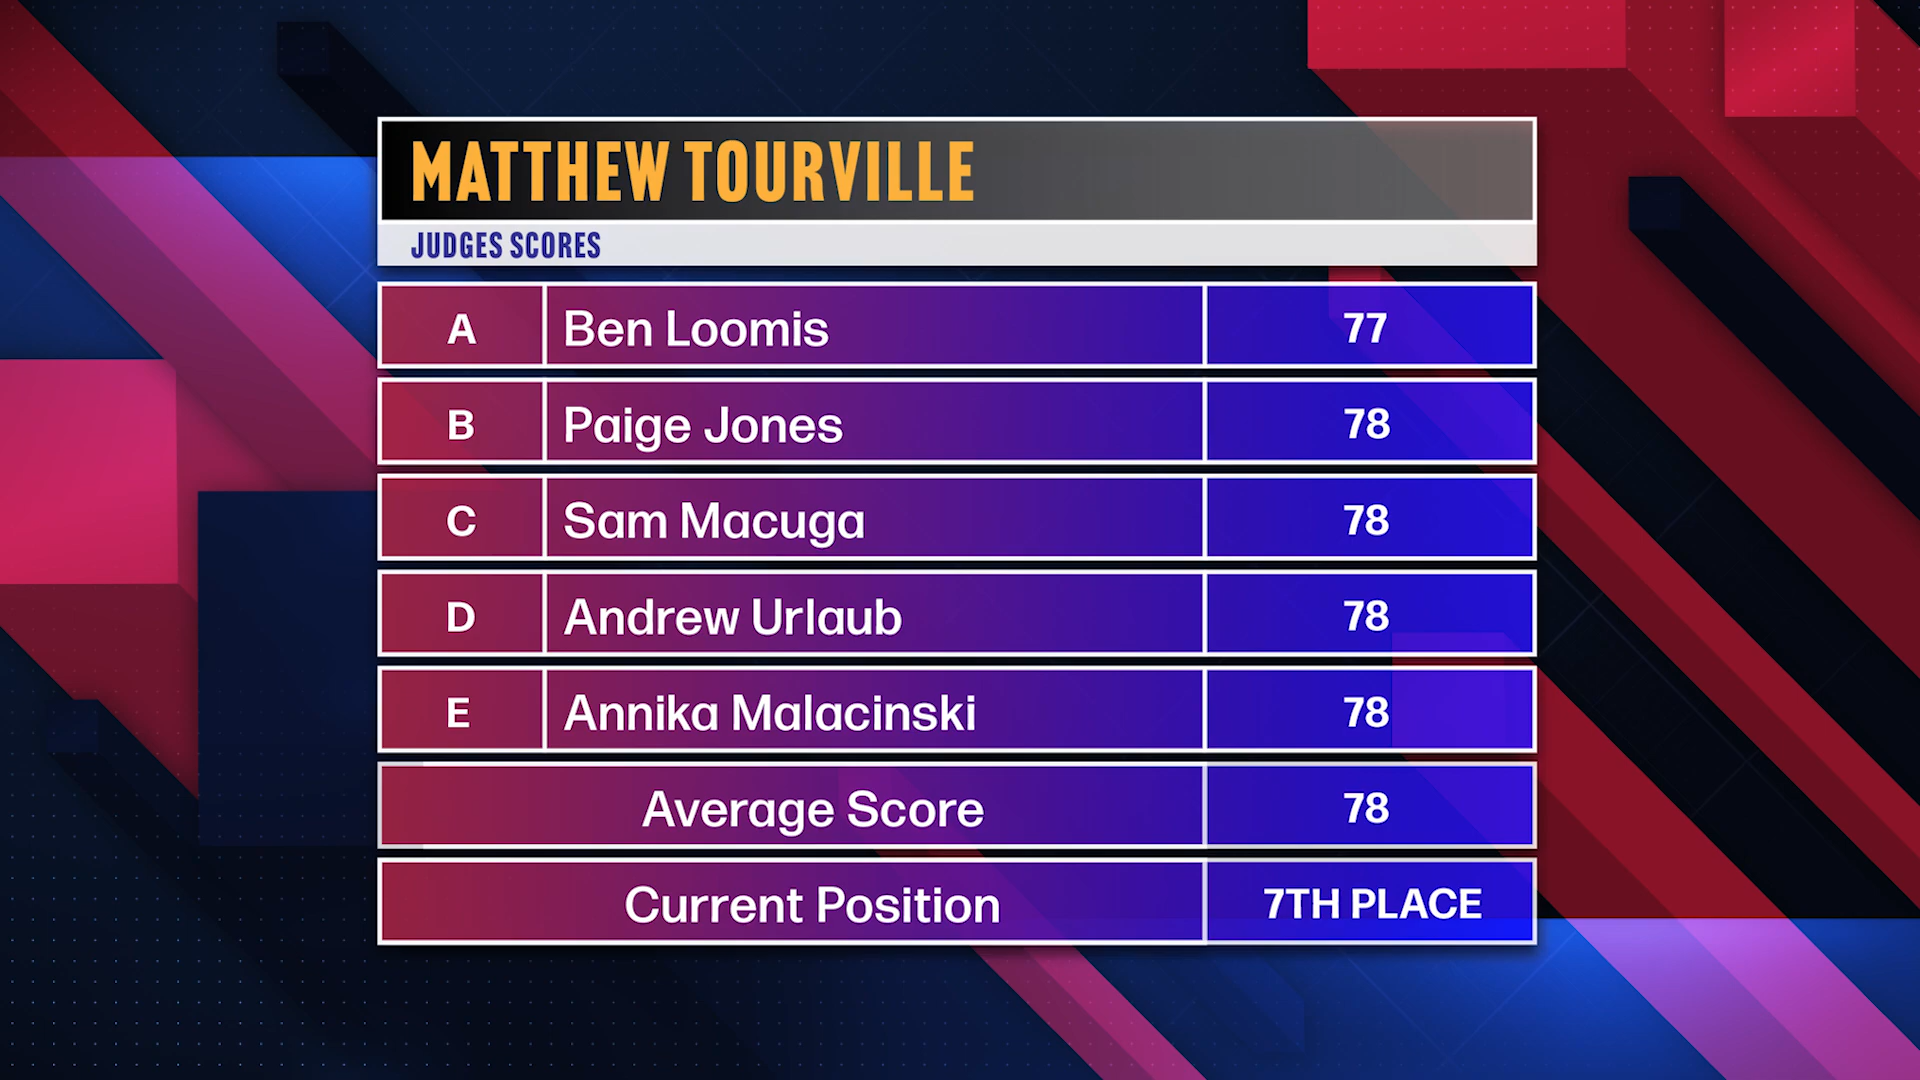 MATTHEW TOURVILLE
JUDGES SCORES
A Ben Loomis 77
B Paige Jones 78
C Sam Macuga 78
D Andrew Urlaub 78
E Annika Malacinski 78
Average Score 78
Current Position 7TH PLACE